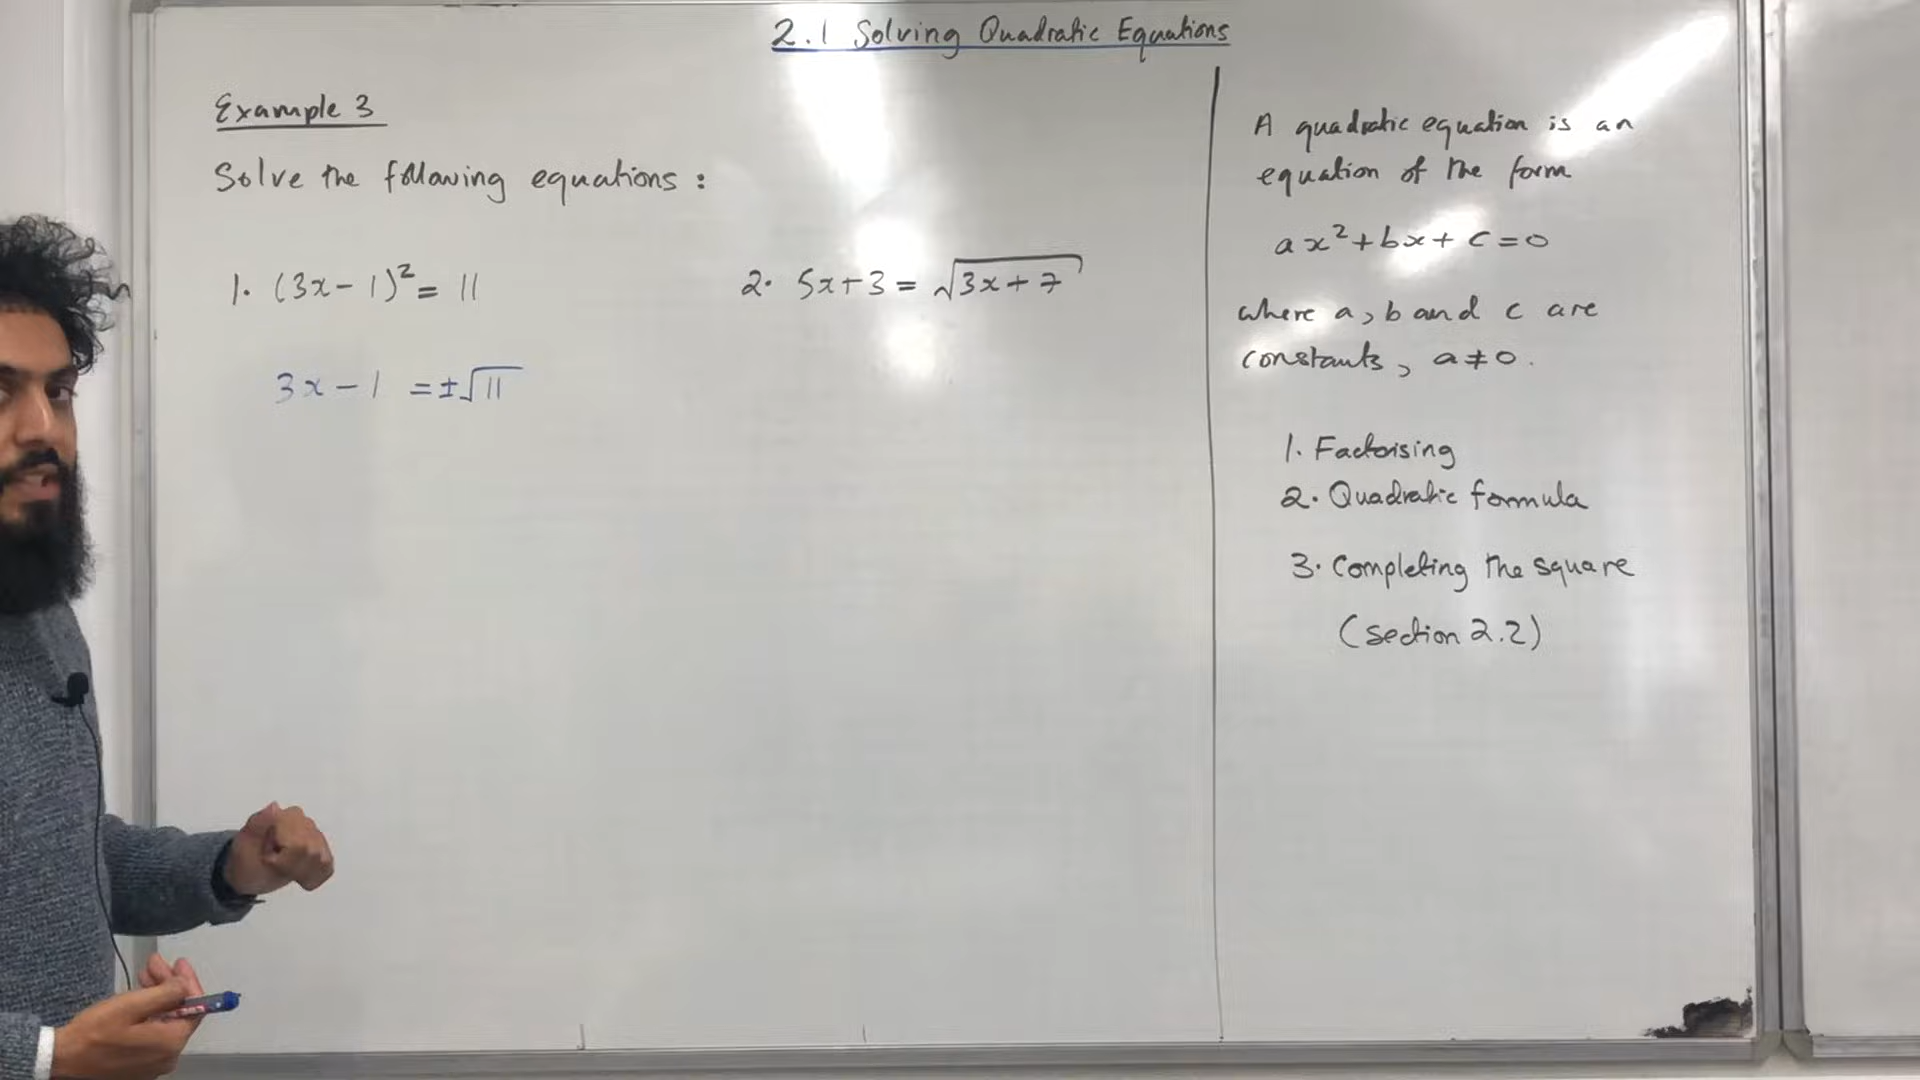 2.1 Solving Quadratic Equations
Example 3
Solve the following equations :
1. (3x-1)² = 11
3x-1 = ±√11
2. 5x+3 = √3x+7
A quadratic equation is an
equation of the form
ax²+bx+c=0
where a, b and c are
constants, a≠0.
1. Factorising
2. Quadratic formula
3. Completing the square
(Section 2.2)